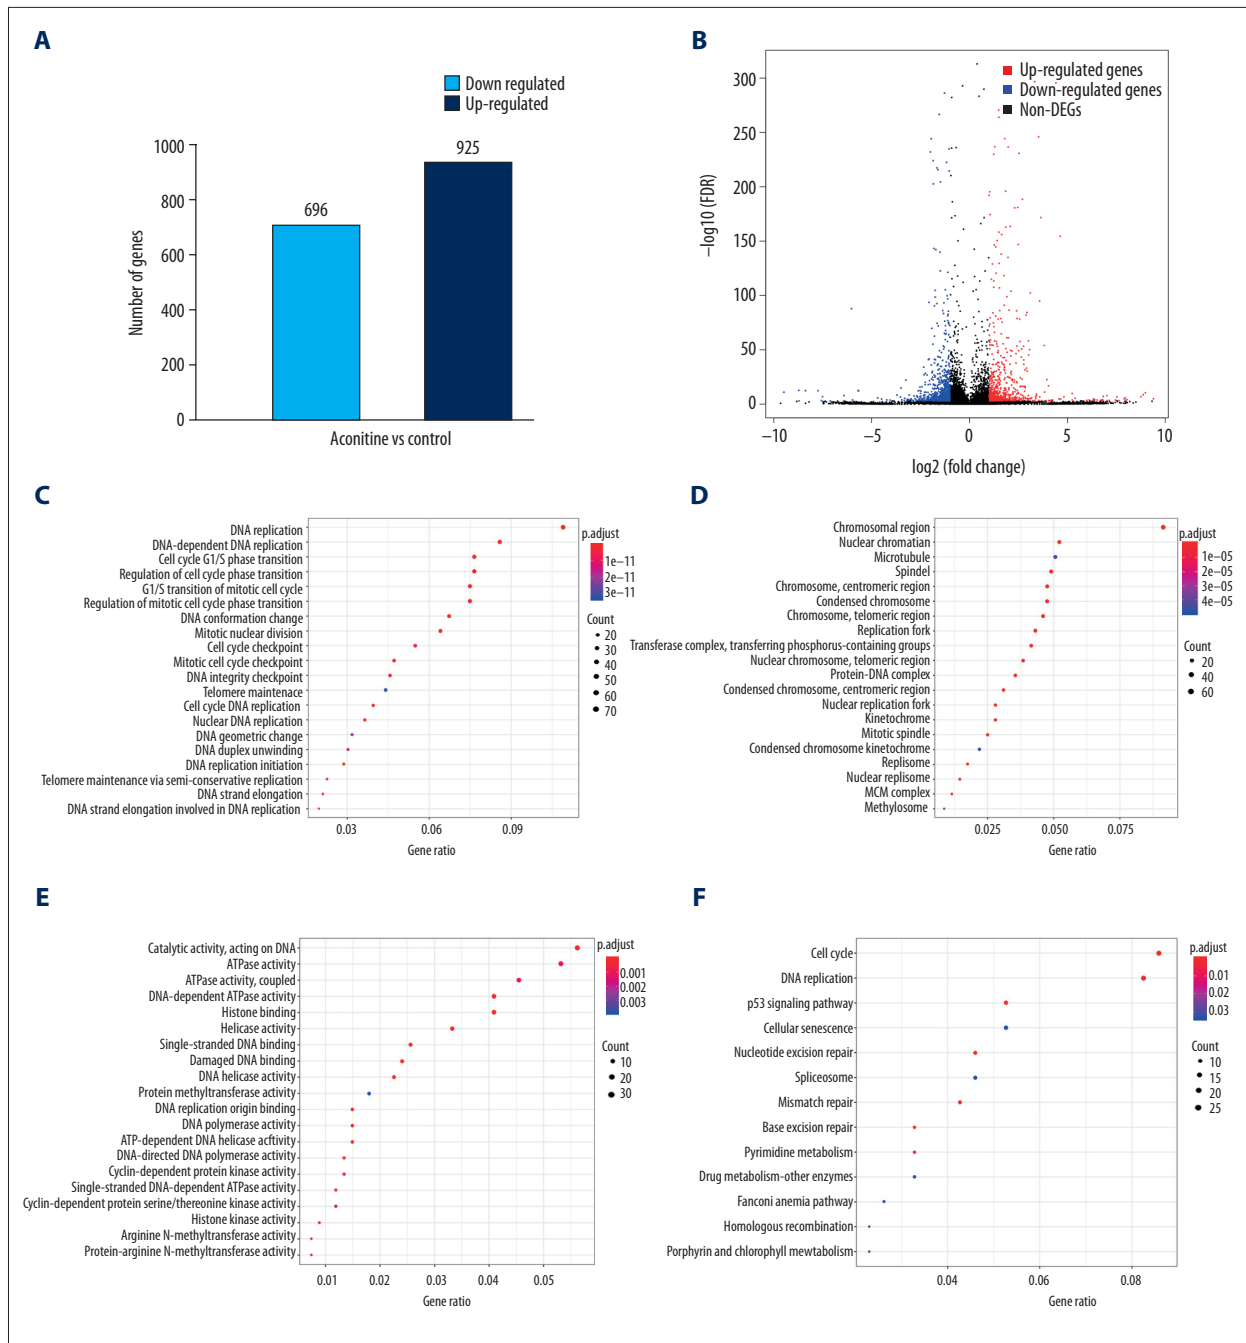 A
Down regulated
Up-regulated
1000
800
600
400
200
0
Number of genes
696
925
Aconitine vs control
B
Up-regulated genes
Down-regulated genes
Non-DEGs
300
250
200
150
100
50
0
−log10 (FDR)
−10
−5
0
5
10
log2 (fold change)
C
DNA replication
DNA-dependent DNA replication
Cell cycle G1/S phase transition
Regulation of cell cycle phase transition
G1/S transition of mitotic cell cycle
Regulation of mitotic cell cycle phase transition
DNA conformation change
Mitotic nuclear division
Cell cycle checkpoint
Mitotic cell cycle checkpoint
DNA integrity checkpoint
Telomere maintenace
Cell cycle DNA replication
Nuclear DNA replication
DNA geometric change
DNA duplex unwinding
DNA replication initiation
Telomere maintenance via semi-conservative replication
DNA strand elongation
DNA strand elongation involved in DNA replication
0.03
0.06
0.09
Gene ratio
p.adjust
1e−11
2e−11
3e−11
Count
20
30
40
50
60
70
D
Chromosomal region
Nuclear chromatian
Microtubule
Spindel
Chromosome, centromeric region
Condensed chromosome
Chromosome, telomeric region
Replication fork
Transferase complex, transferring phosphorus-containing groups
Nuclear chromosome, telomeric region
Protein-DNA complex
Condensed chromosome, centromeric region
Nuclear replication fork
Kinetochrome
Mitotic spindle
Condensed chromosome kinetochrome
Replisome
Nuclear replisome
MCM complex
Methylosome
0.025
0.050
0.075
Gene ratio
p.adjust
1e−05
2e−05
3e−05
4e−05
Count
20
40
60
E
Catalytic activity, acting on DNA
ATPase activity
ATPase activity, coupled
DNA-dependent ATPase activity
Histone binding
Helicase activity
Single-stranded DNA binding
Damaged DNA binding
DNA helicase activity
Protein methyltransferase activity
DNA replication origin binding
DNA polymerase activity
ATP-dependent DNA helicase acftivity
DNA-directed DNA polymerase activity
Cyclin-dependent protein kinase activity
Single-stranded DNA-dependent ATPase activity
Cyclin-dependent protein serine/thereonine kinase activity
Histone kinase activity
Arginine N-methyltransferase activity
Protein-arginine N-methyltransferase activity
0.01
0.02
0.03
0.04
0.05
Gene ratio
p.adjust
0.001
0.002
0.003
Count
10
20
30
F
Cell cycle
DNA replication
p53 signaling pathway
Cellular senescence
Nucleotide excision repair
Spliceosome
Mismatch repair
Base excision repair
Pyrimidine metabolism
Drug metabolism-other enzymes
Fanconi anemia pathway
Homologous recombination
Porphyrin and chlorophyll mewtabolism
0.04
0.06
0.08
Gene ratio
p.adjust
0.01
0.02
0.03
Count
10
15
20
25